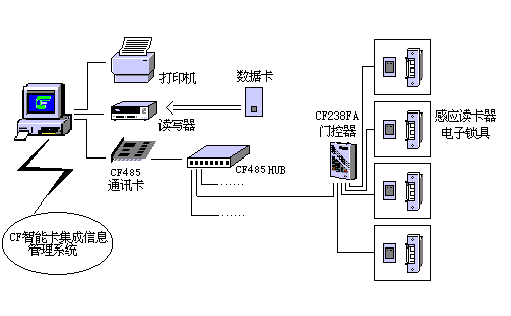 打印机
数据卡
读写器
CF238FA
门控器
感应读卡器
电子锁具
CF485
通讯卡
CF485 HUB
CF智能卡集成信息
管理系统